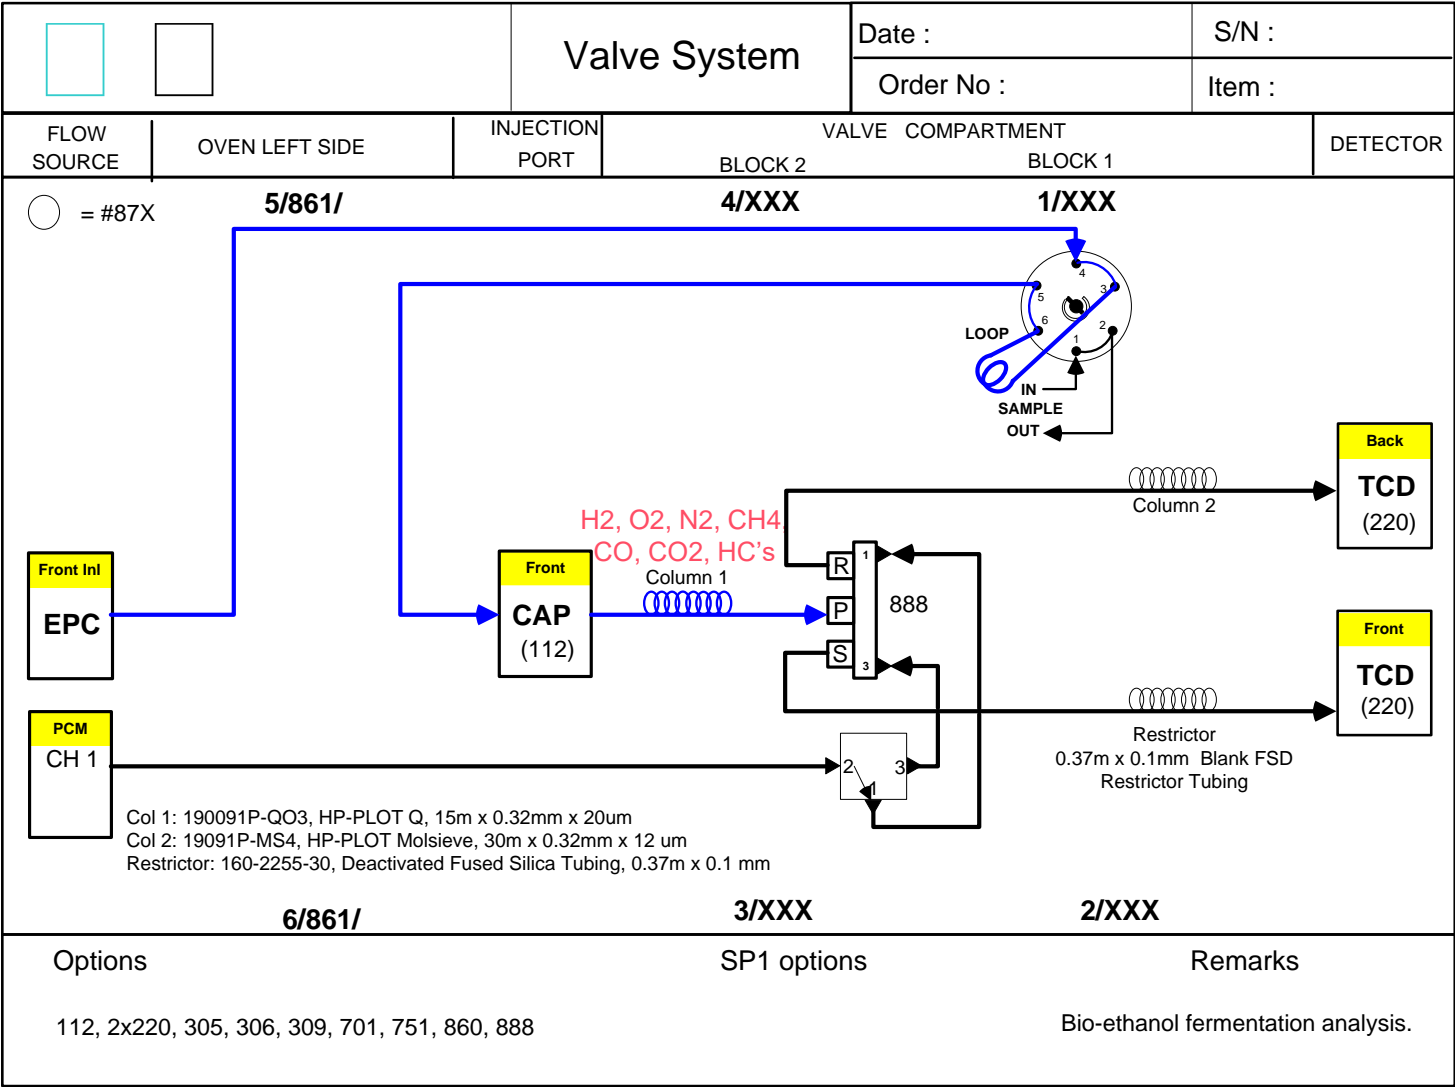 Valve System
Date :
S/N :
Order No :
Item :
FLOW
SOURCE
OVEN LEFT SIDE
INJECTION
PORT
VALVE COMPARTMENT
BLOCK 2
BLOCK 1
DETECTOR
= #87X
5/861/
4/XXX
1/XXX
4
5
3
6
2
1
LOOP
IN
SAMPLE
OUT
Back
TCD
(220)
Column 2
H2, O2, N2, CH4,
CO, CO2, HC's
Column 1
Front Inl
EPC
Front
CAP
(112)
R
P
S
1
3
888
Front
TCD
(220)
Restrictor
0.37m x 0.1mm Blank FSD
Restrictor Tubing
PCM
CH 1
2
3
1
Col 1: 190091P-QO3, HP-PLOT Q, 15m x 0.32mm x 20um
Col 2: 19091P-MS4, HP-PLOT Molsieve, 30m x 0.32mm x 12 um
Restrictor: 160-2255-30, Deactivated Fused Silica Tubing, 0.37m x 0.1 mm
6/861/
3/XXX
2/XXX
Options
SP1 options
Remarks
112, 2x220, 305, 306, 309, 701, 751, 860, 888
Bio-ethanol fermentation analysis.